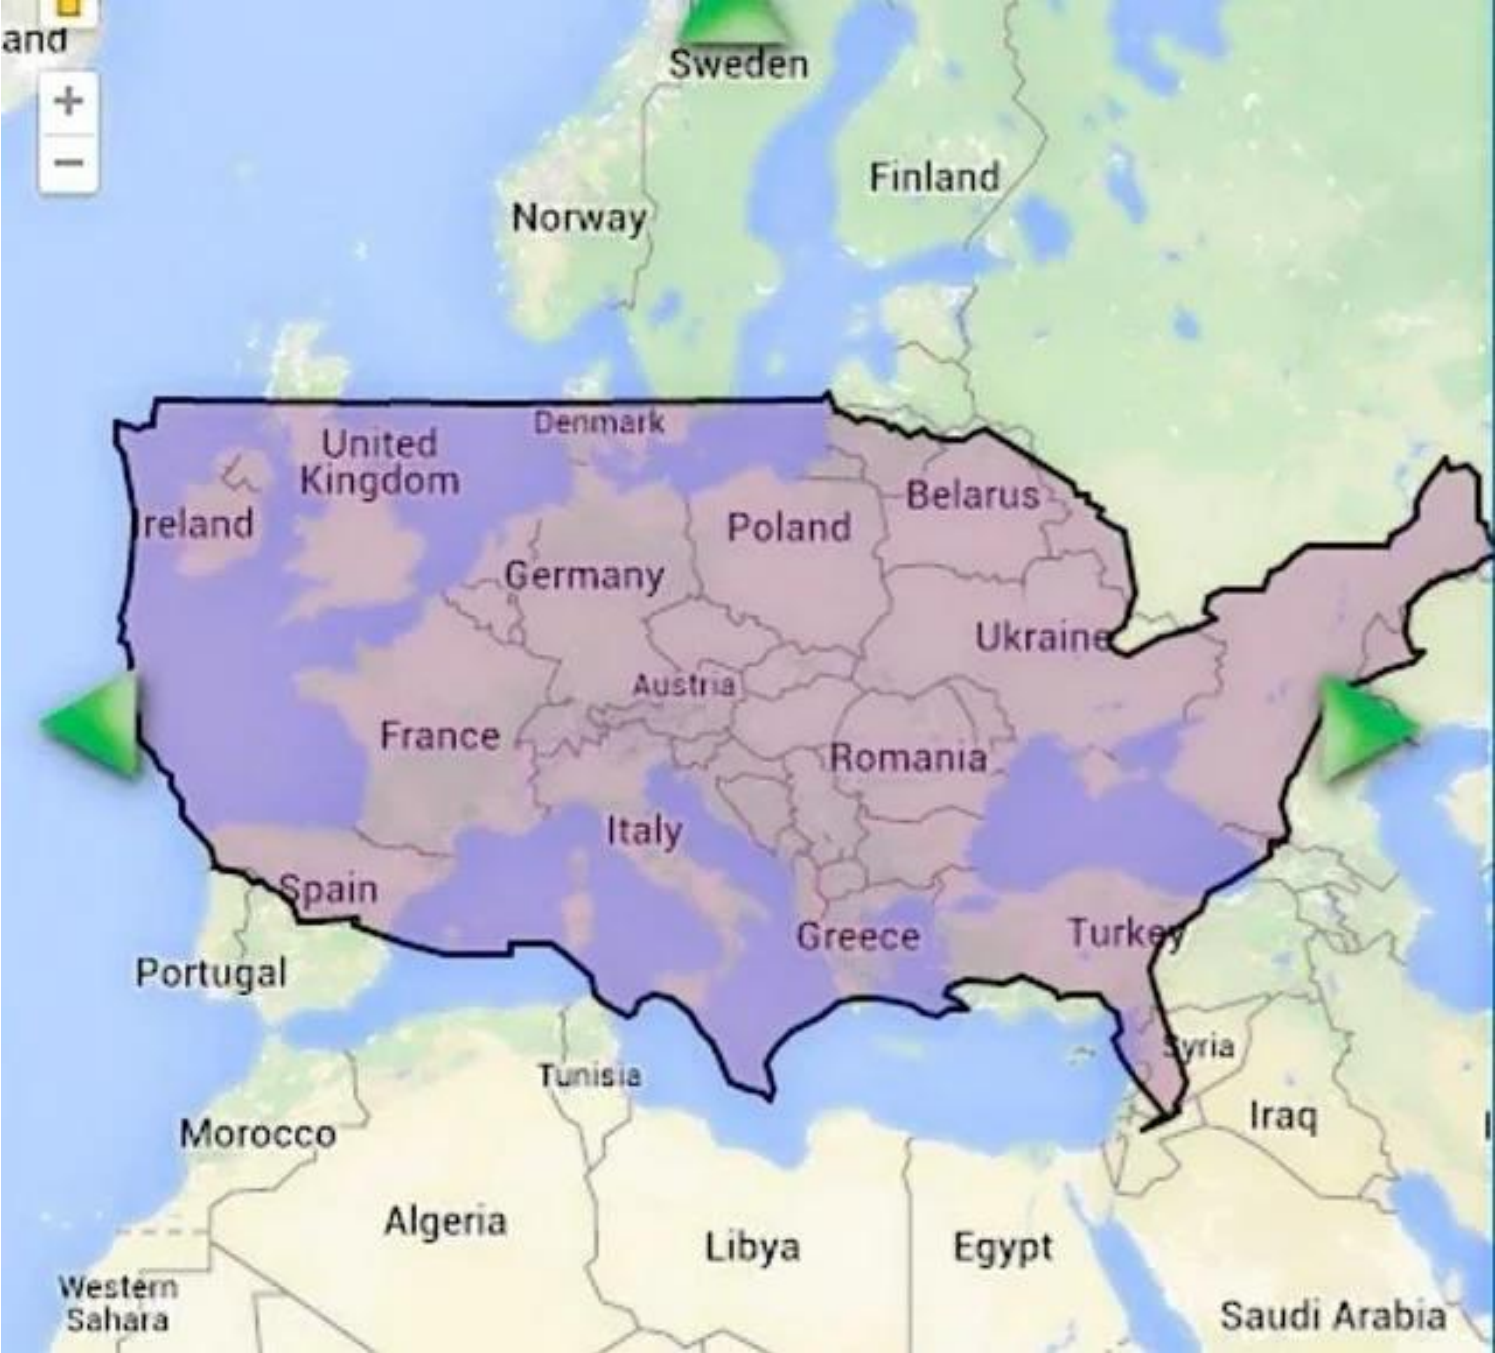 and
+
−
Sweden
Finland
Norway
Denmark
United
Kingdom
Belarus
Ireland
Poland
Germany
Ukraine
Austria
France
Romania
Italy
Spain
Greece
Turkey
Portugal
Syria
Tunisia
Iraq
Morocco
Algeria
Libya
Egypt
Western
Sahara
Saudi Arabia